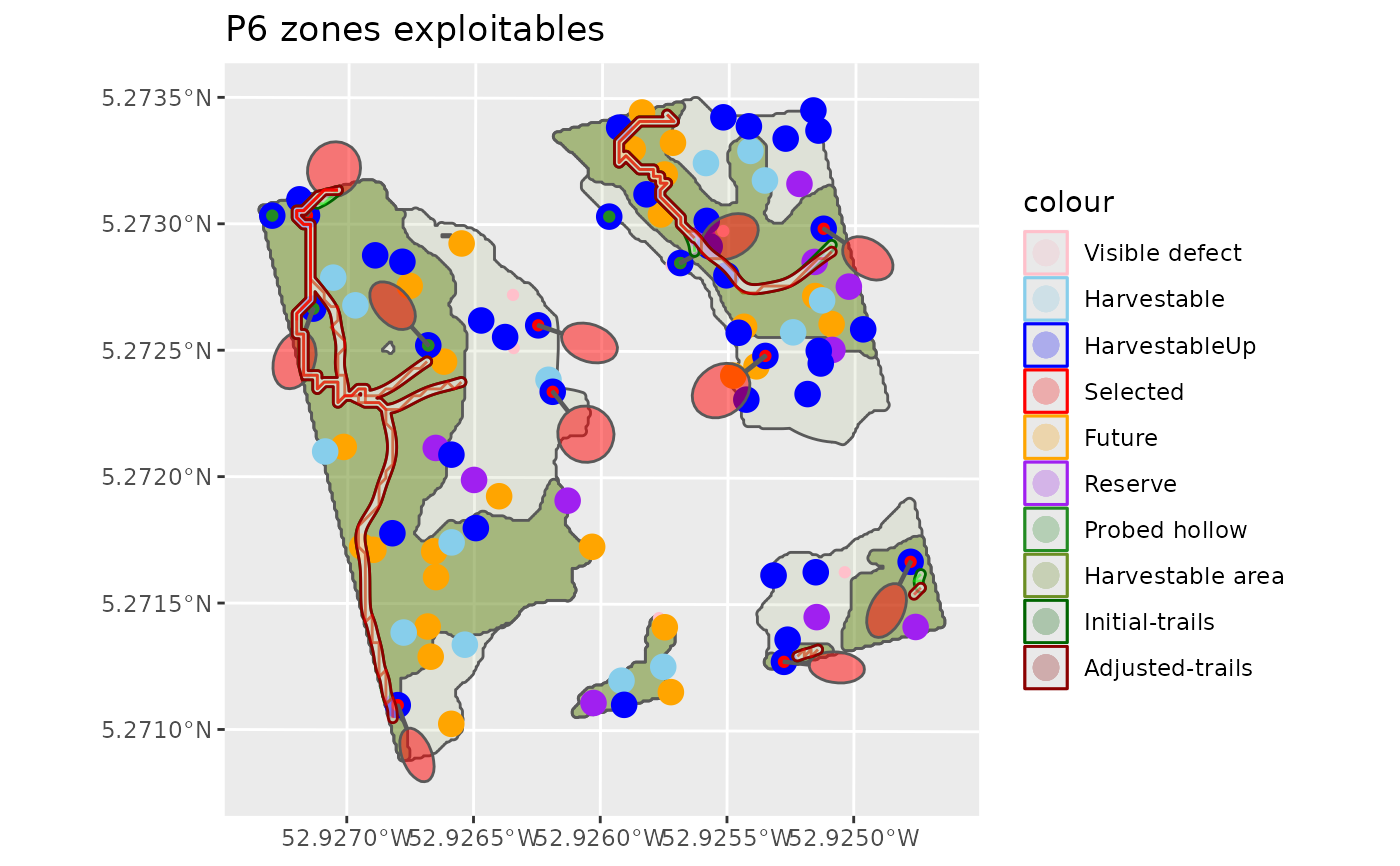 P6 zones exploitables
5.2735°N
5.2730°N
5.2725°N
5.2720°N
5.2715°N
5.2710°N
52.9270°W
52.9265°W
52.9260°W
52.9255°W
52.9250°W
colour
Visible defect
Harvestable
HarvestableUp
Selected
Future
Reserve
Probed hollow
Harvestable area
Initial-trails
Adjusted-trails